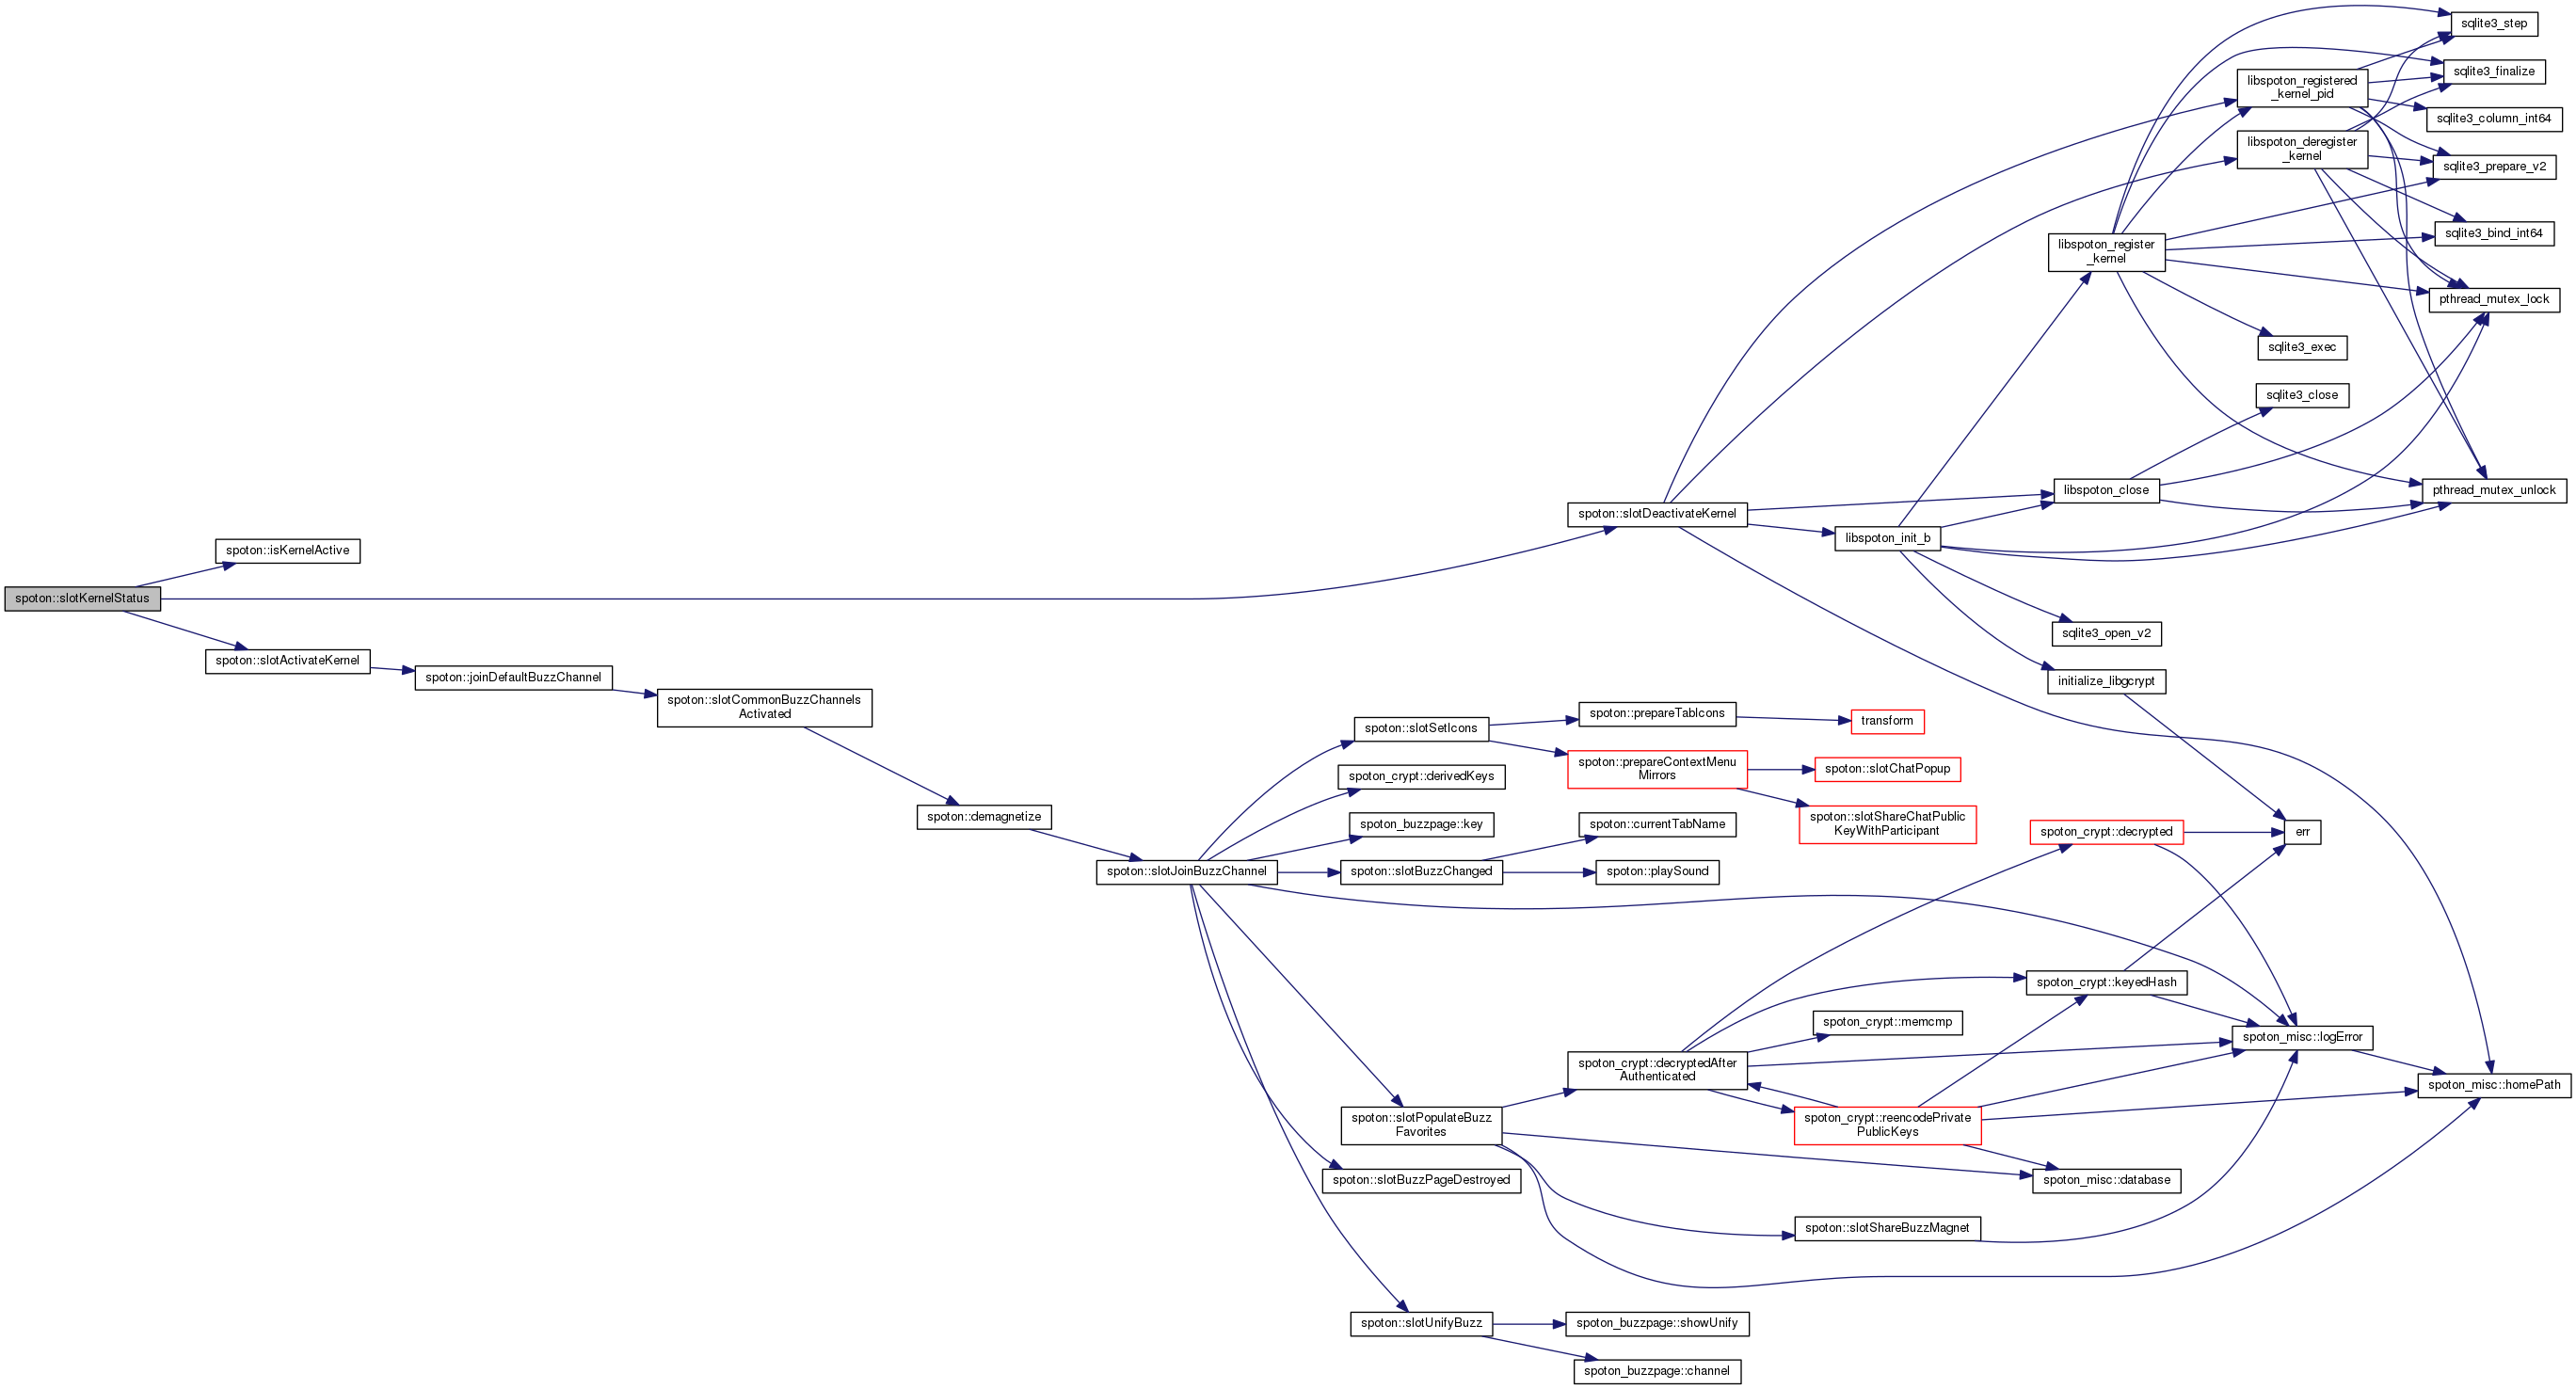 spoton::slotKernelStatus
spoton::isKernelActive
spoton::slotActivateKernel
spoton::joinDefaultBuzzChannel
spoton::slotCommonBuzzChannels
Activated
spoton::demagnetize
spoton::slotJoinBuzzChannel
spoton::slotSetIcons
spoton_crypt::derivedKeys
spoton_buzzpage::key
spoton::slotBuzzChanged
spoton::slotPopulateBuzz
Favorites
spoton::slotBuzzPageDestroyed
spoton::slotUnifyBuzz
spoton::slotDeactivateKernel
spoton::prepareTabIcons
spoton::prepareContextMenu
Mirrors
spoton::currentTabName
spoton::playSound
spoton_crypt::decryptedAfter
Authenticated
spoton_buzzpage::showUnify
spoton_buzzpage::channel
libspoton_init_b
transform
spoton::slotChatPopup
spoton::slotShareChatPublic
KeyWithParticipant
spoton_crypt::memcmp
spoton_crypt::reencodePrivate
PublicKeys
spoton::slotShareBuzzMagnet
libspoton_register
_kernel
libspoton_close
sqlite3_open_v2
initialize_libgcrypt
spoton_crypt::decrypted
spoton_crypt::keyedHash
spoton_misc::database
libspoton_registered
_kernel_pid
libspoton_deregister
_kernel
sqlite3_exec
sqlite3_close
err
spoton_misc::logError
sqlite3_step
sqlite3_finalize
sqlite3_column_int64
sqlite3_prepare_v2
sqlite3_bind_int64
pthread_mutex_lock
pthread_mutex_unlock
spoton_misc::homePath